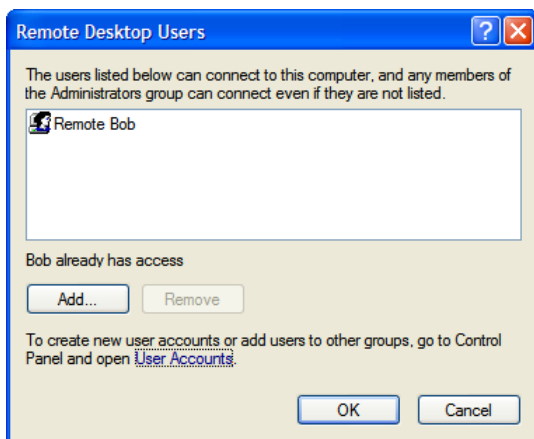 Remote Desktop Users
The users listed below can connect to this computer, and any members of
the Administrators group can connect even if they are not listed.
Remote Bob
Bob already has access
Add... Remove
To create new user accounts or add users to other groups, go to Control
Panel and open User Accounts.
OK Cancel